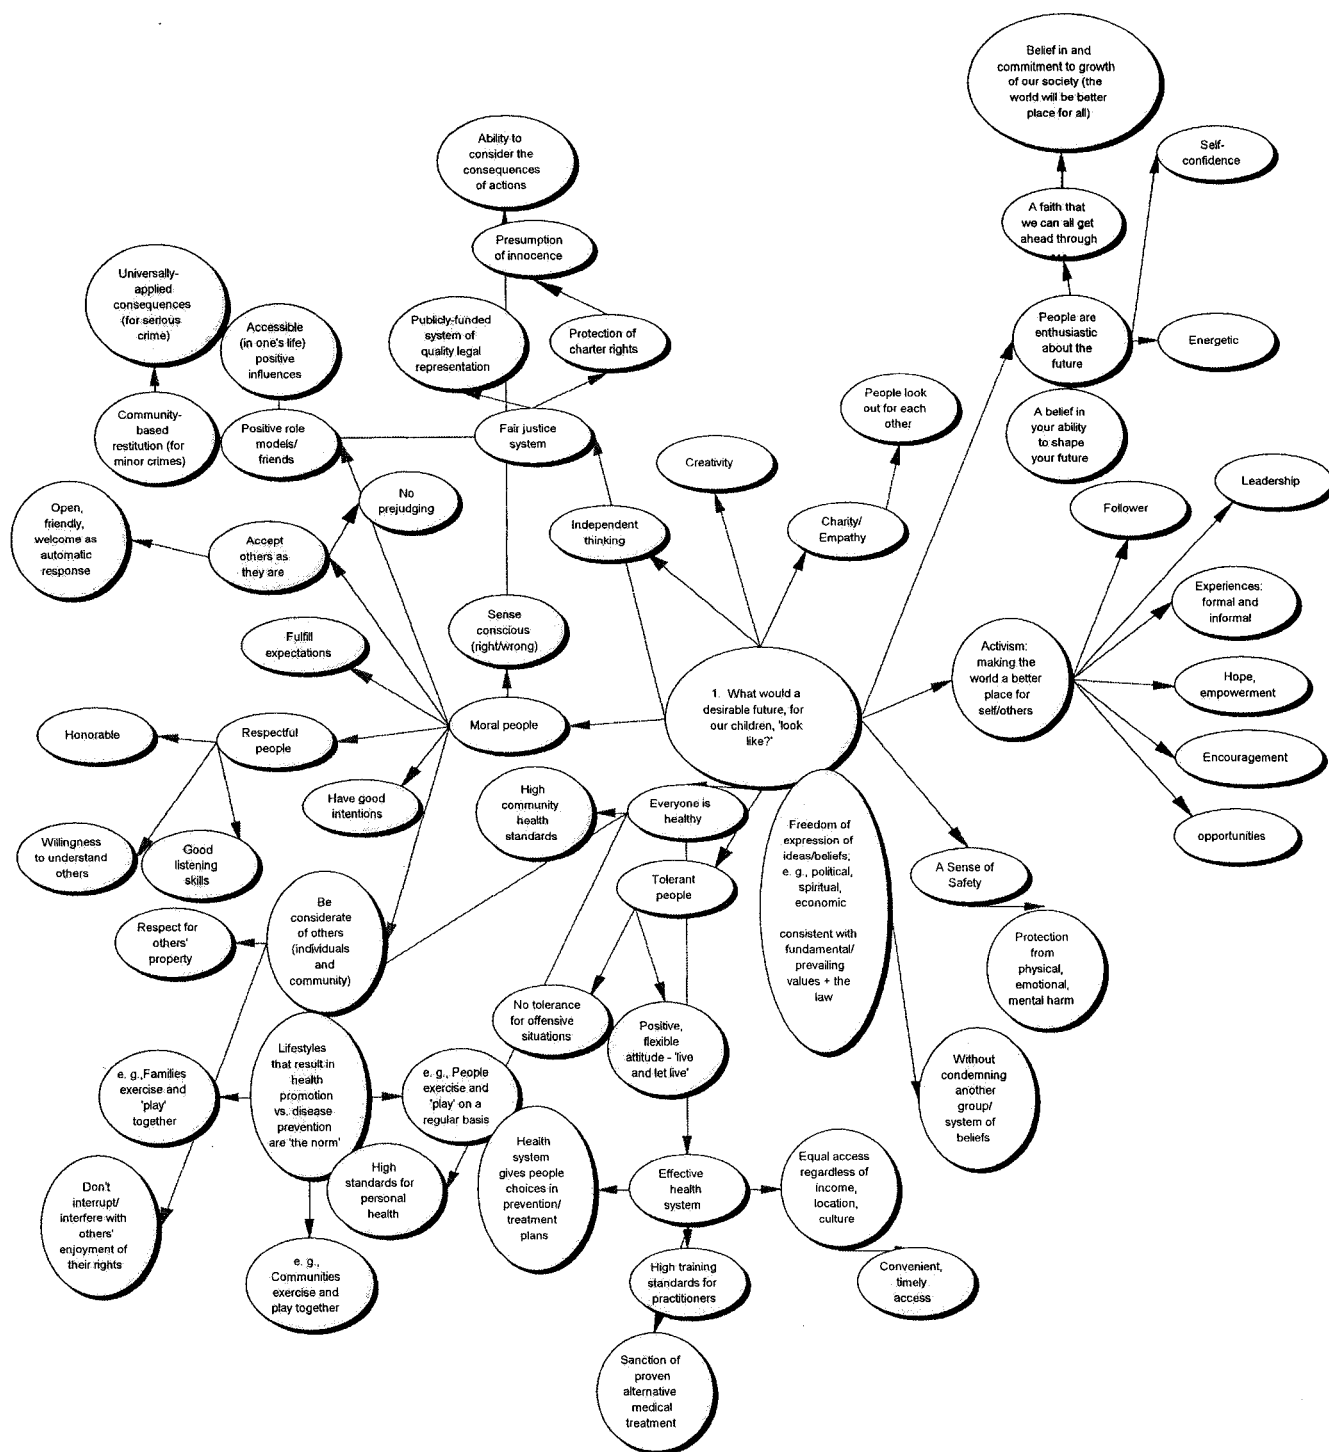 Belief in and
commitment to growth
of our society (the
world will be better
place for all)
Self-
confidence
Ability to
consider the
consequences
of actions
A faith that
we can all get
ahead through
...
Presumption
of innocence
Universally-
applied
consequences
(for serious
crime)
Accessible
(in one's life)
positive
influences
Publicly-funded
system of
quality legal
representation
Protection of
charter rights
People are
enthusiastic
about the
future
Energetic
People look
out for each
other
A belief in
your ability
to shape
your future
Community-
based
restitution (for
minor crimes)
Positive role
models/
friends
Fair justice
system
Creativity
Leadership
No
prejudging
Follower
Open,
friendly,
welcome as
automatic
response
Accept
others as
they are
Independent
thinking
Charity/
Empathy
Experiences:
formal and
informal
Sense
conscious
(right/wrong)
Fulfill
expectations
Activism:
making the
world a better
place for
self/others
Hope,
empowerment
1. What would a
desirable future, for
our children, 'look
like?'
Moral people
Honorable
Respectful
people
Encouragement
Have good
intentions
High
community
health
standards
Everyone is
healthy
Freedom of
expression of
ideas/beliefs;
e. g., political,
spiritual,
economic
consistent with
fundamental/
prevailing
values + the
law
opportunities
Willingness
to understand
others
Good
listening
skills
Tolerant
people
A Sense of
Safety
Be
considerate
of others
(individuals
and
community)
Respect for
others'
property
Protection
from
physical,
emotional,
mental harm
No tolerance
for offensive
situations
Positive,
flexible
attitude - 'live
and let live'
Lifestyles
that result in
health
promotion
vs. disease
prevention
are 'the norm'
e. g.,Families
exercise and
'play'
together
e. g., People
exercise and
'play' on a
regular basis
Without
condemning
another
group/
system of
beliefs
Health
system
gives people
choices in
prevention/
treatment
plans
Effective
health
system
Equal access
regardless of
income,
location,
culture
High
standards for
personal
health
Don't
interrupt/
interfere with
others'
enjoyment of
their rights
e. g.,
Communities
exercise and
play together
High training
standards for
practitioners
Convenient,
timely
access
Sanction of
proven
alternative
medical
treatment